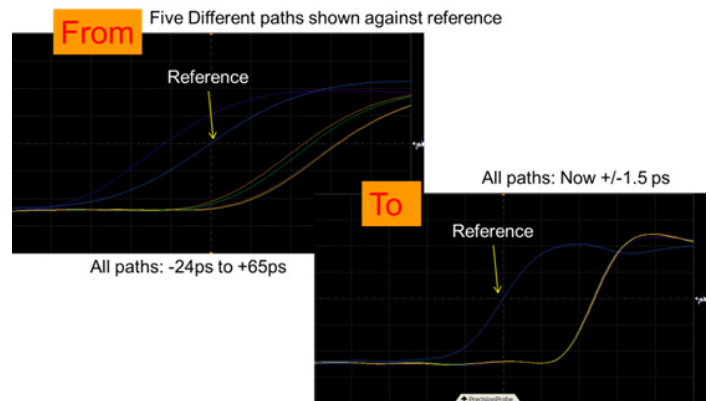 Five Different paths shown against reference
From
Reference
All paths: Now +/-1.5 ps
To
Reference
All paths: -24ps to +65ps
PrecisionProbe